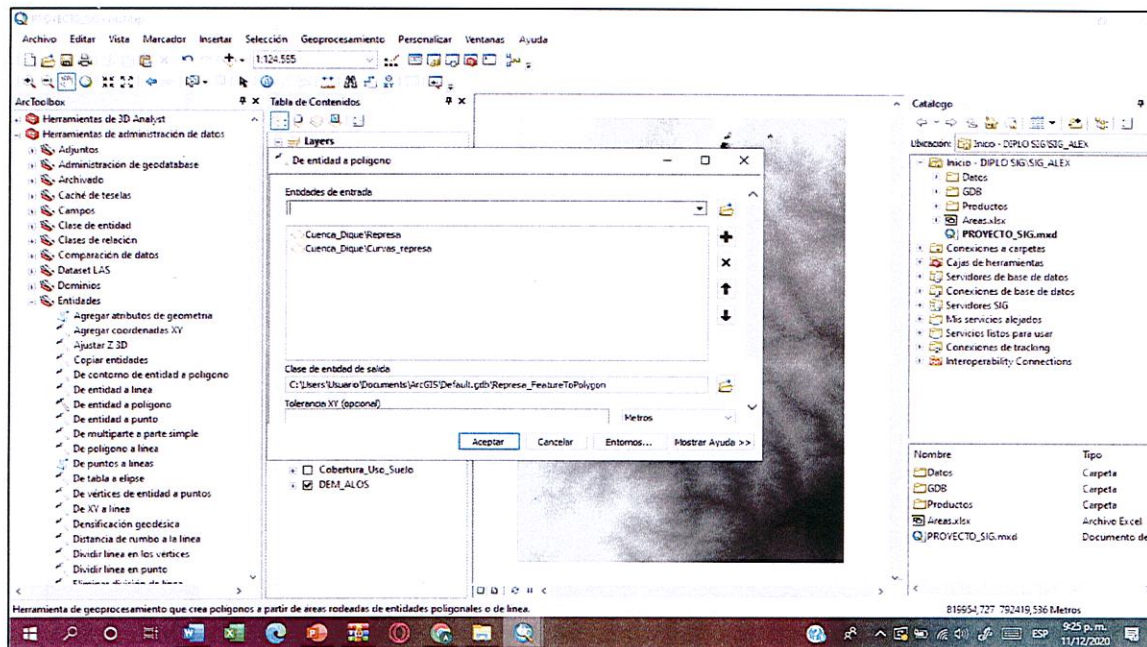 Archivo Editar Vista Marcador Insertar Selección Geoprocesamiento Personalizar Ventanas Ayuda
1:124.555
ArcToolbox
Herramientas de 3D Analyst
Herramientas de administración de datos
Adjuntos
Administración de geodatabase
Archivado
Caché de teselas
Campos
Clase de entidad
Clases de relación
Comparación de datos
Dataset LAS
Dominios
Entidades
Agregar atributos de geometría
Agregar coordenadas XY
Ajustar Z 3D
Copiar entidades
De contorno de entidad a polígono
De entidad a línea
De entidad a polígono
De entidad a punto
De multiparte a parte simple
De polígono a línea
De puntos a líneas
De tabla a elipse
De vértices de entidad a puntos
De XY a línea
Densificación geodésica
Distancia de rumbo a la línea
Dividir línea en los vértices
Dividir línea en punto
Eliminar división de línea
Tabla de Contenidos
Layers
De entidad a polígono
Entidades de entrada
Cuenca_Dique\Represa
Cuenca_Dique\Curvas_represa
Clase de entidad de salida
C:\Users\Usuario\Documents\ArcGIS\Default.gdb\Represa_FeatureToPolygon
Tolerancia XY (opcional)
Metros
Aceptar Cancelar Entornos... Mostrar Ayuda >>
Cobertura_Uso_Suelo
DEM_ALOS
Catálogo
Ubicación: Inicio - DIPLO SIG\SIG_ALEX
Inicio - DIPLO SIG\SIG_ALEX
Datos
GDB
Productos
Areas.xlsx
PROYECTO_SIG.mxd
Conexiones a carpetas
Cajas de herramientas
Servidores de base de datos
Conexiones de base de datos
Servidores SIG
Mis servicios alojados
Servicios listos para usar
Conexiones de tracking
Interoperability Connections
Nombre Tipo
Datos Carpeta
GDB Carpeta
Productos Carpeta
Areas.xlsx Archivo Excel
PROYECTO_SIG.mxd Documento de
Herramienta de geoprocesamiento que crea polígonos a partir de áreas rodeadas de entidades poligonales o de línea.
819954,727 792419,536 Metros
ESP
9:25 p. m.
11/12/2020